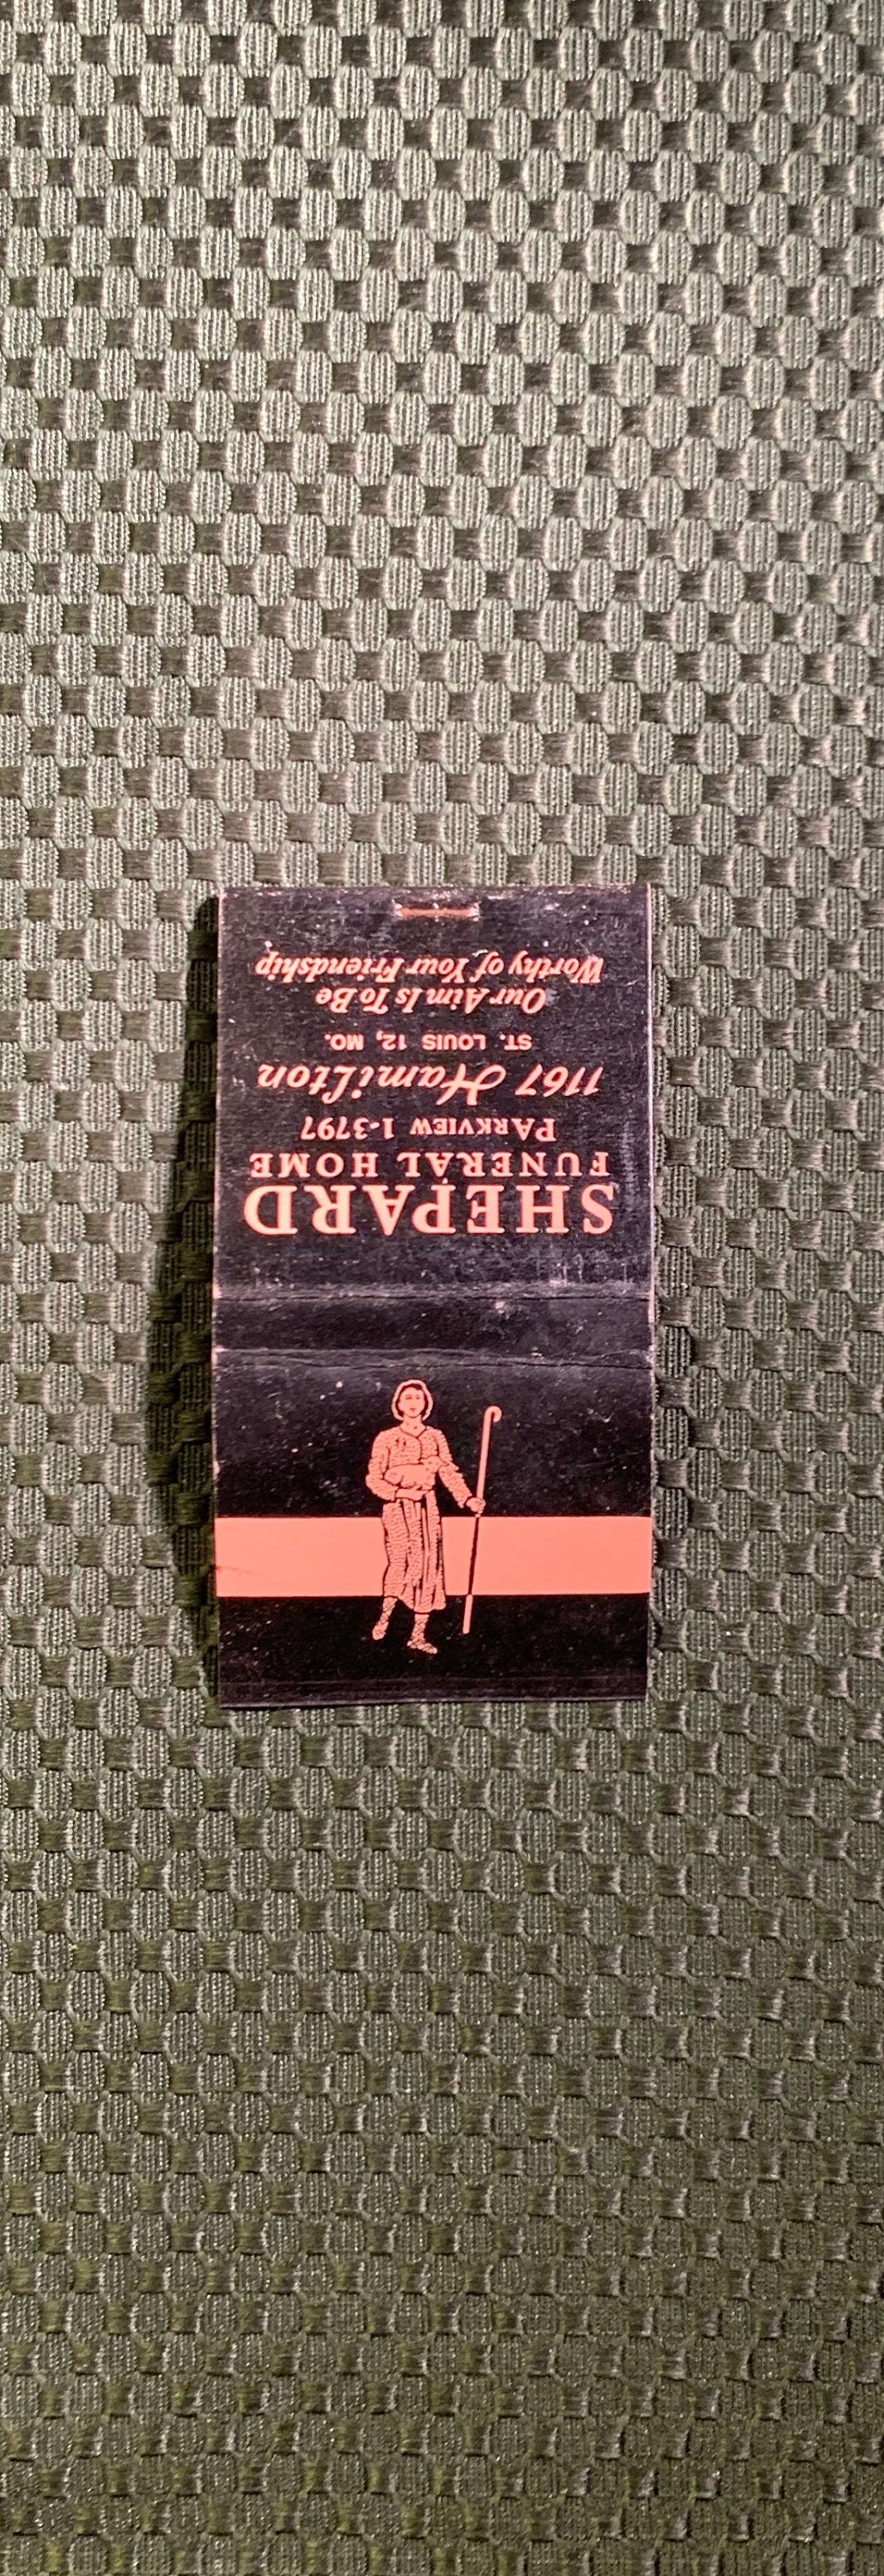 SHEPARD
FUNERAL HOME
PARKVIEW 1-3797
1167 Hamilton
ST. LOUIS 12, MO.
Our Aim Is To Be
Worthy of Your Friendship